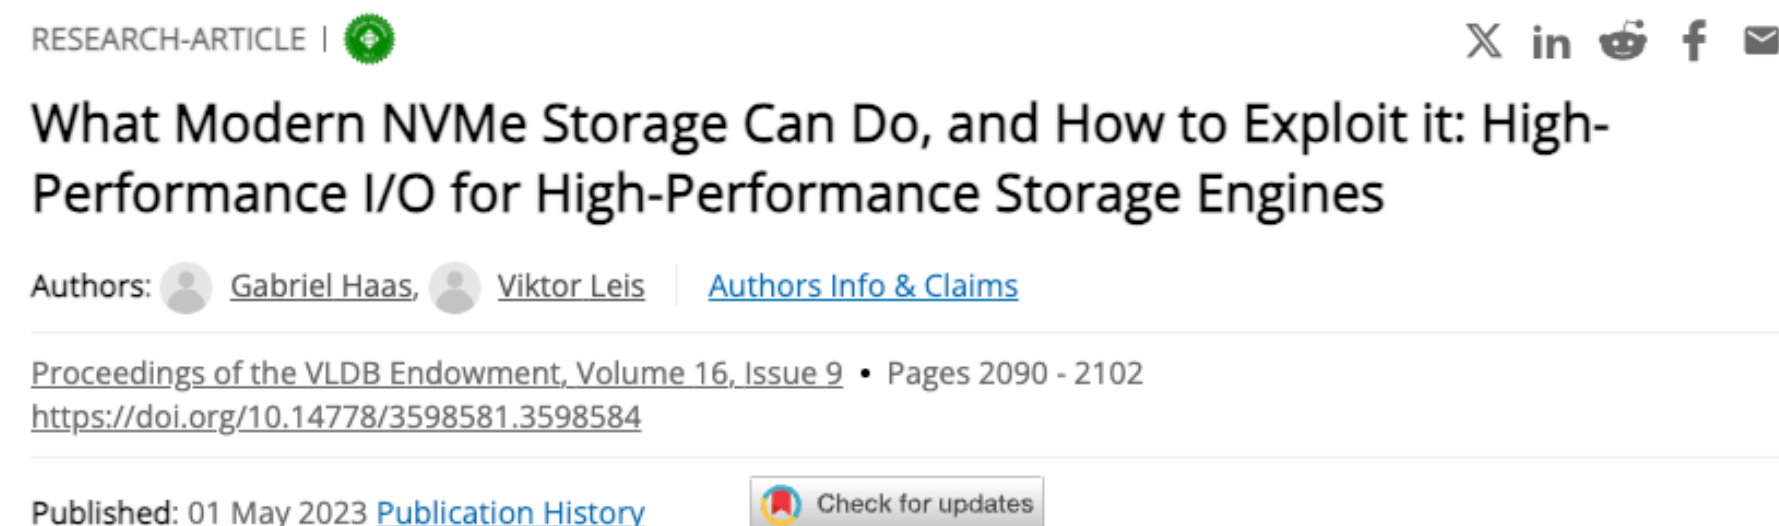 RESEARCH-ARTICLE |
What Modern NVMe Storage Can Do, and How to Exploit it: High-
Performance I/O for High-Performance Storage Engines
Authors: Gabriel Haas, Viktor Leis Authors Info & Claims
Proceedings of the VLDB Endowment, Volume 16, Issue 9 • Pages 2090 - 2102
https://doi.org/10.14778/3598581.3598584
Published: 01 May 2023 Publication History Check for updates